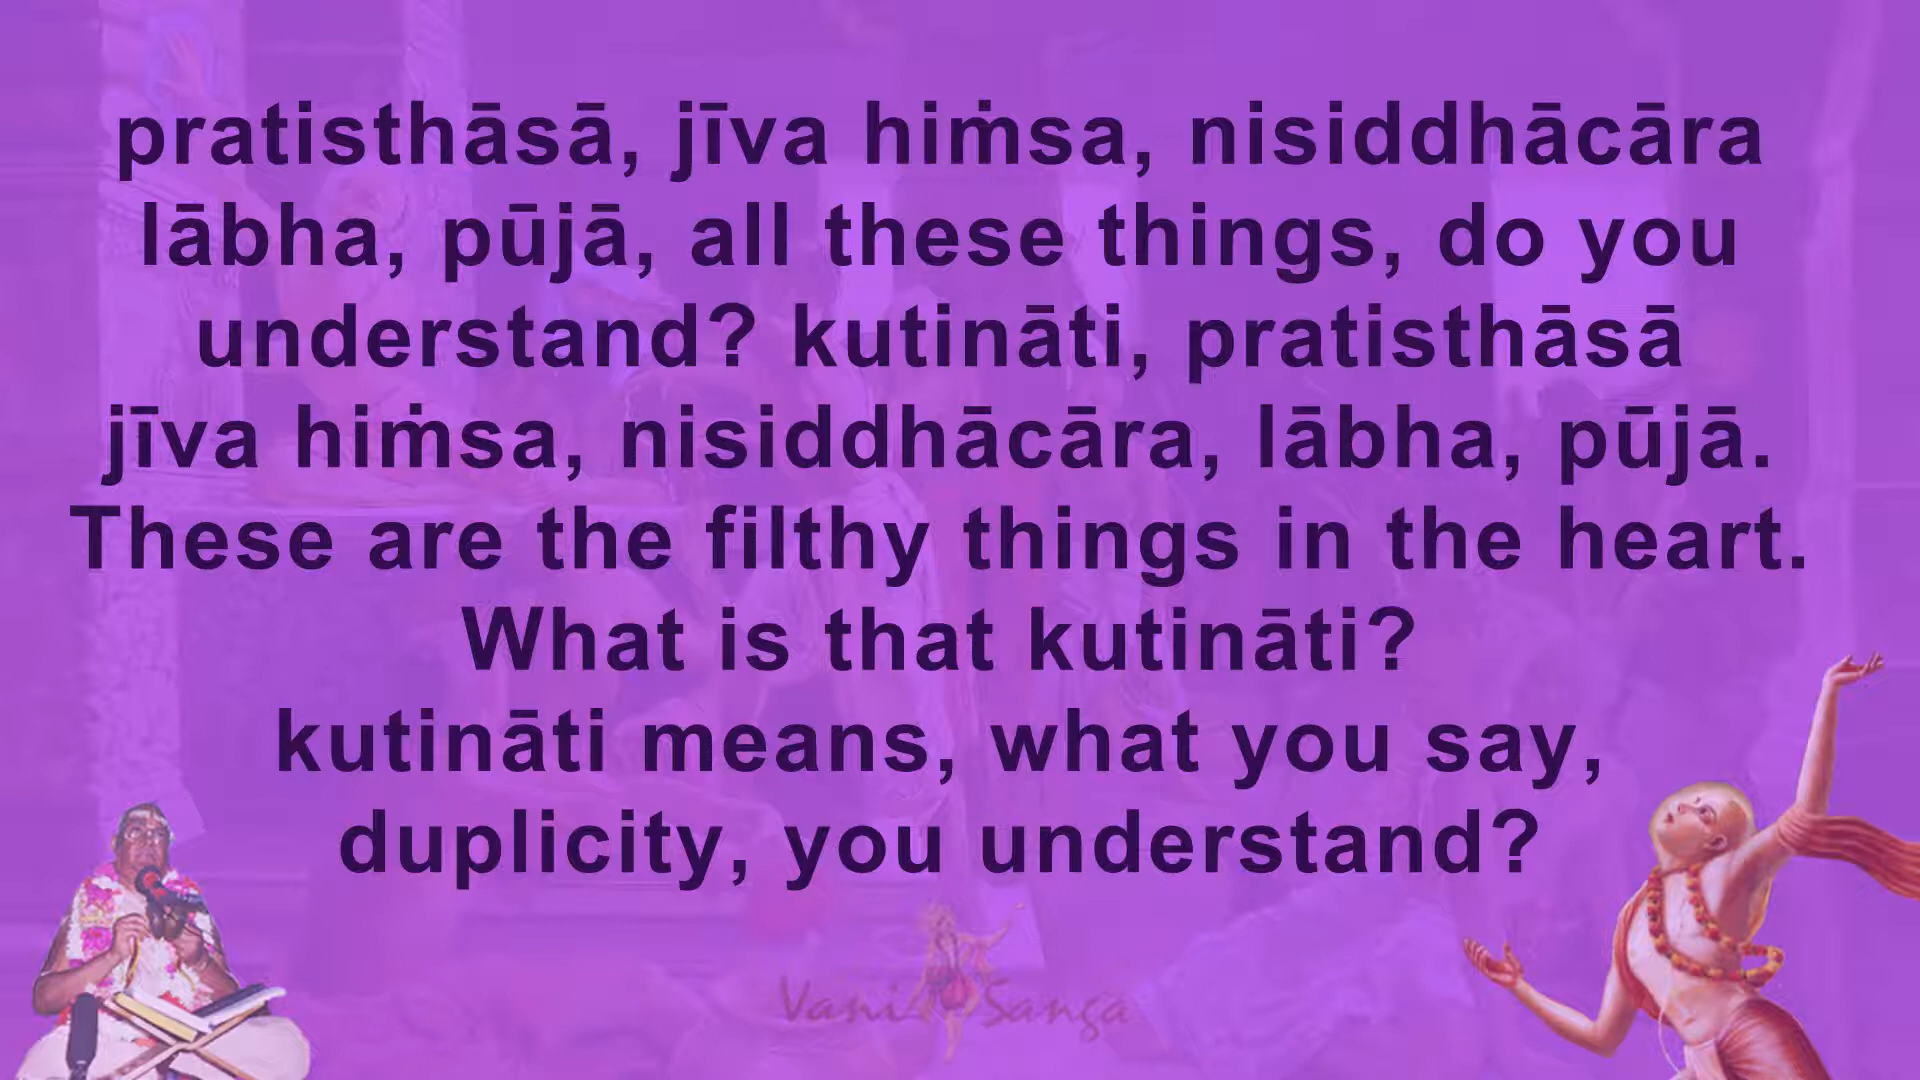 pratisthāsā, jīva hiṁsa, nisiddhācāra
lābha, pūjā, all these things, do you
understand? kutināti, pratisthāsā
jīva hiṁsa, nisiddhācāra, lābha, pūjā.
These are the filthy things in the heart.
What is that kutināti?
kutināti means, what you say,
duplicity, you understand?
Vani Sanga